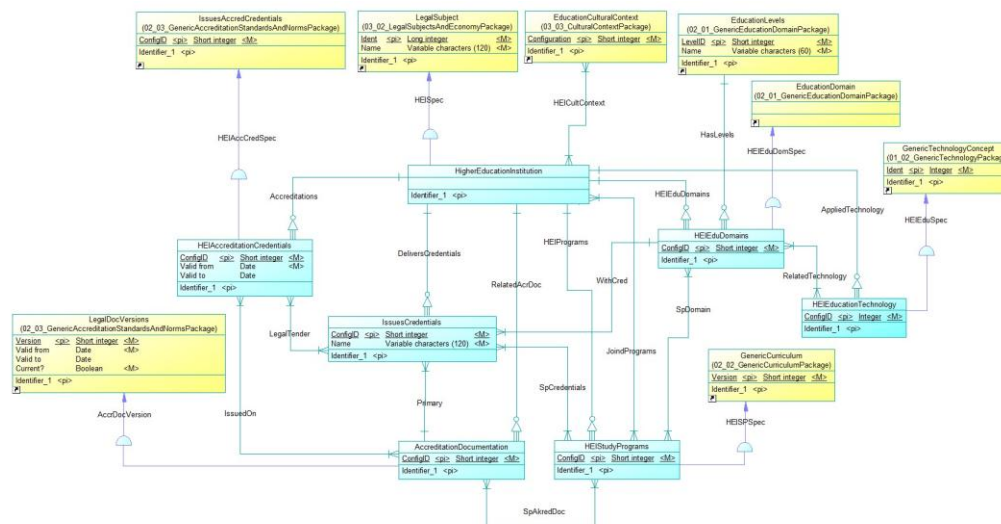 IssuesAccredCredentials
(02_03_GenericAccreditationStandardsAndNormsPackage)
ConfigID <pi> Short integer <M>
Identifier_1 <pi>
LegalSubject
(03_02_LegalSubjectsAndEconomyPackage)
Ident <pi> Long integer <M>
Name Variable characters (120) <M>
Identifier_1 <pi>
EducationCulturalContext
(03_03_CulturalContextPackage)
Configuration <pi> Short integer <M>
Identifier_1 <pi>
EducationLevels
(02_01_GenericEducationDomainPackage)
LevelID <pi> Short integer <M>
Name Variable characters (60) <M>
Identifier_1 <pi>
EducationDomain
(02_01_GenericEducationDomainPackage)
GenericTechnologyConcept
(01_02_GenericTechnologyPackage)
Ident <pi> Integer <M>
Identifier_1 <pi>
HEIAccCredSpec
HEISpec
HEICultContext
HasLevels
HEIEduDomSpec
HigherEducationInstitution
Identifier_1 <pi>
Accreditations
HEIEduDomains
AppliedTechnology
HEIEduSpec
HEIAccreditationCredentials
ConfigID <pi> Short integer <M>
Valid from Date <M>
Valid to Date
Identifier_1 <pi>
DeliversCredentials
HEIPrograms
HEIEduDomains
ConfigID <pi> Short integer <M>
Identifier_1 <pi>
RelatedAcrDoc
WithCred
SpDomain
RelatedTechnology
HEIEducationTechnology
ConfigID <pi> Integer <M>
Identifier_1 <pi>
LegalDocVersions
(02_03_GenericAccreditationStandardsAndNormsPackage)
Version <pi> Short integer <M>
Valid from Date <M>
Valid to Date
Current? Boolean <M>
Identifier_1 <pi>
LegalTender
IssuesCredentials
ConfigID <pi> Short integer
Name Variable characters (120) <M>
Identifier_1 <pi>
JoindPrograms
GenericCurriculum
(02_02_GenericCurriculumPackage)
Version <pi> Short integer <M>
Identifier_1 <pi>
AccrDocVersion
IssuedOn
Primary
SpCredentials
HEISPSpec
AccreditationDocumentation
ConfigID <pi> Short integer <M>
Identifier_1 <pi>
HEIStudyPrograms
ConfigID <pi> Short integer <M>
Identifier_1 <pi>
SpAkredDoc